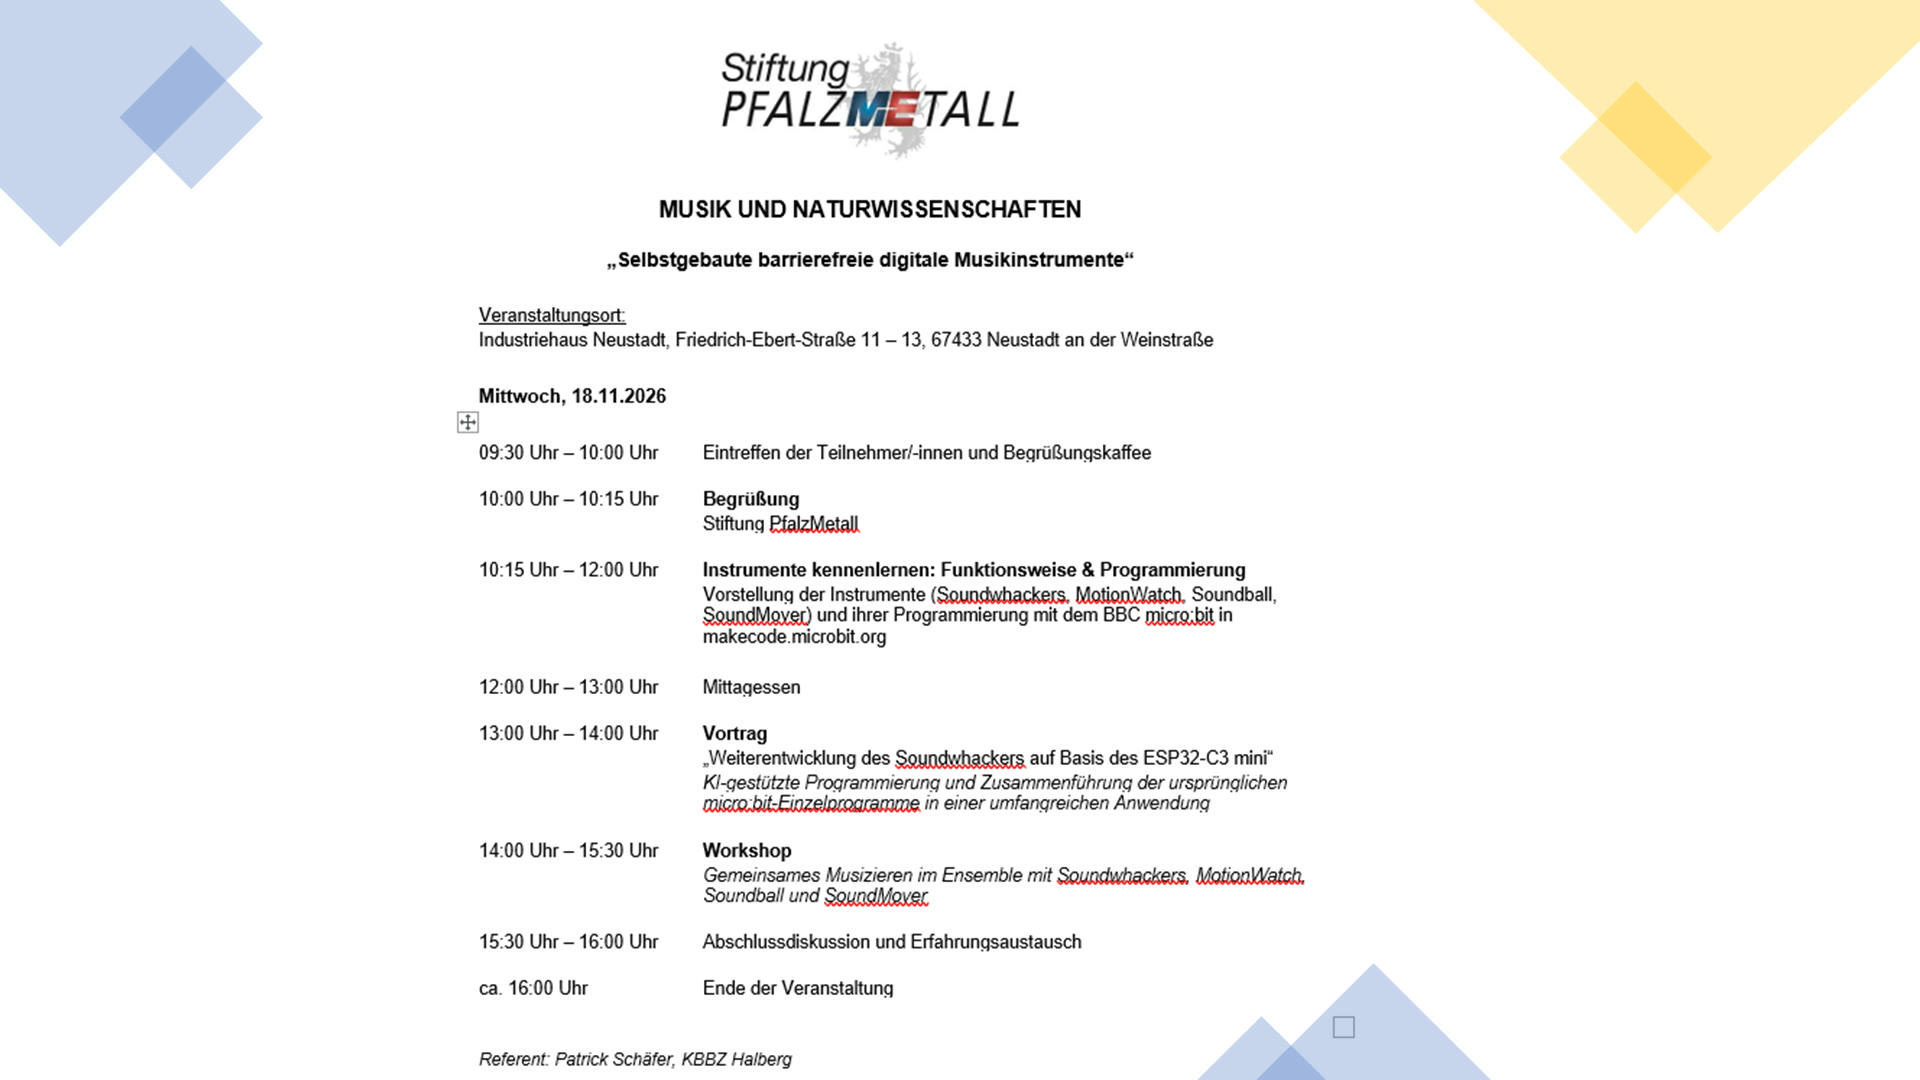 Stiftung
PFALZMETALL
MUSIK UND NATURWISSENSCHAFTEN
„Selbstgebaute barrierefreie digitale Musikinstrumente“
Veranstaltungsort:
Industriehaus Neustadt, Friedrich-Ebert-Straße 11 – 13, 67433 Neustadt an der Weinstraße
Mittwoch, 18.11.2026
09:30 Uhr – 10:00 Uhr Eintreffen der Teilnehmer/-innen und Begrüßungskaffee
10:00 Uhr – 10:15 Uhr Begrüßung
Stiftung PfalzMetall
10:15 Uhr – 12:00 Uhr Instrumente kennenlernen: Funktionsweise & Programmierung
Vorstellung der Instrumente (Soundwhackers, MotionWatch, Soundball,
SoundMover) und ihrer Programmierung mit dem BBC micro:bit in
makecode.microbit.org
12:00 Uhr – 13:00 Uhr Mittagessen
13:00 Uhr – 14:00 Uhr Vortrag
„Weiterentwicklung des Soundwhackers auf Basis des ESP32-C3 mini“
KI-gestützte Programmierung und Zusammenführung der ursprünglichen
micro:bit-Einzelprogramme in einer umfangreichen Anwendung
14:00 Uhr – 15:30 Uhr Workshop
Gemeinsames Musizieren im Ensemble mit Soundwhackers, MotionWatch,
Soundball und SoundMover
15:30 Uhr – 16:00 Uhr Abschlussdiskussion und Erfahrungsaustausch
ca. 16:00 Uhr Ende der Veranstaltung
Referent: Patrick Schäfer, KBBZ Halberg